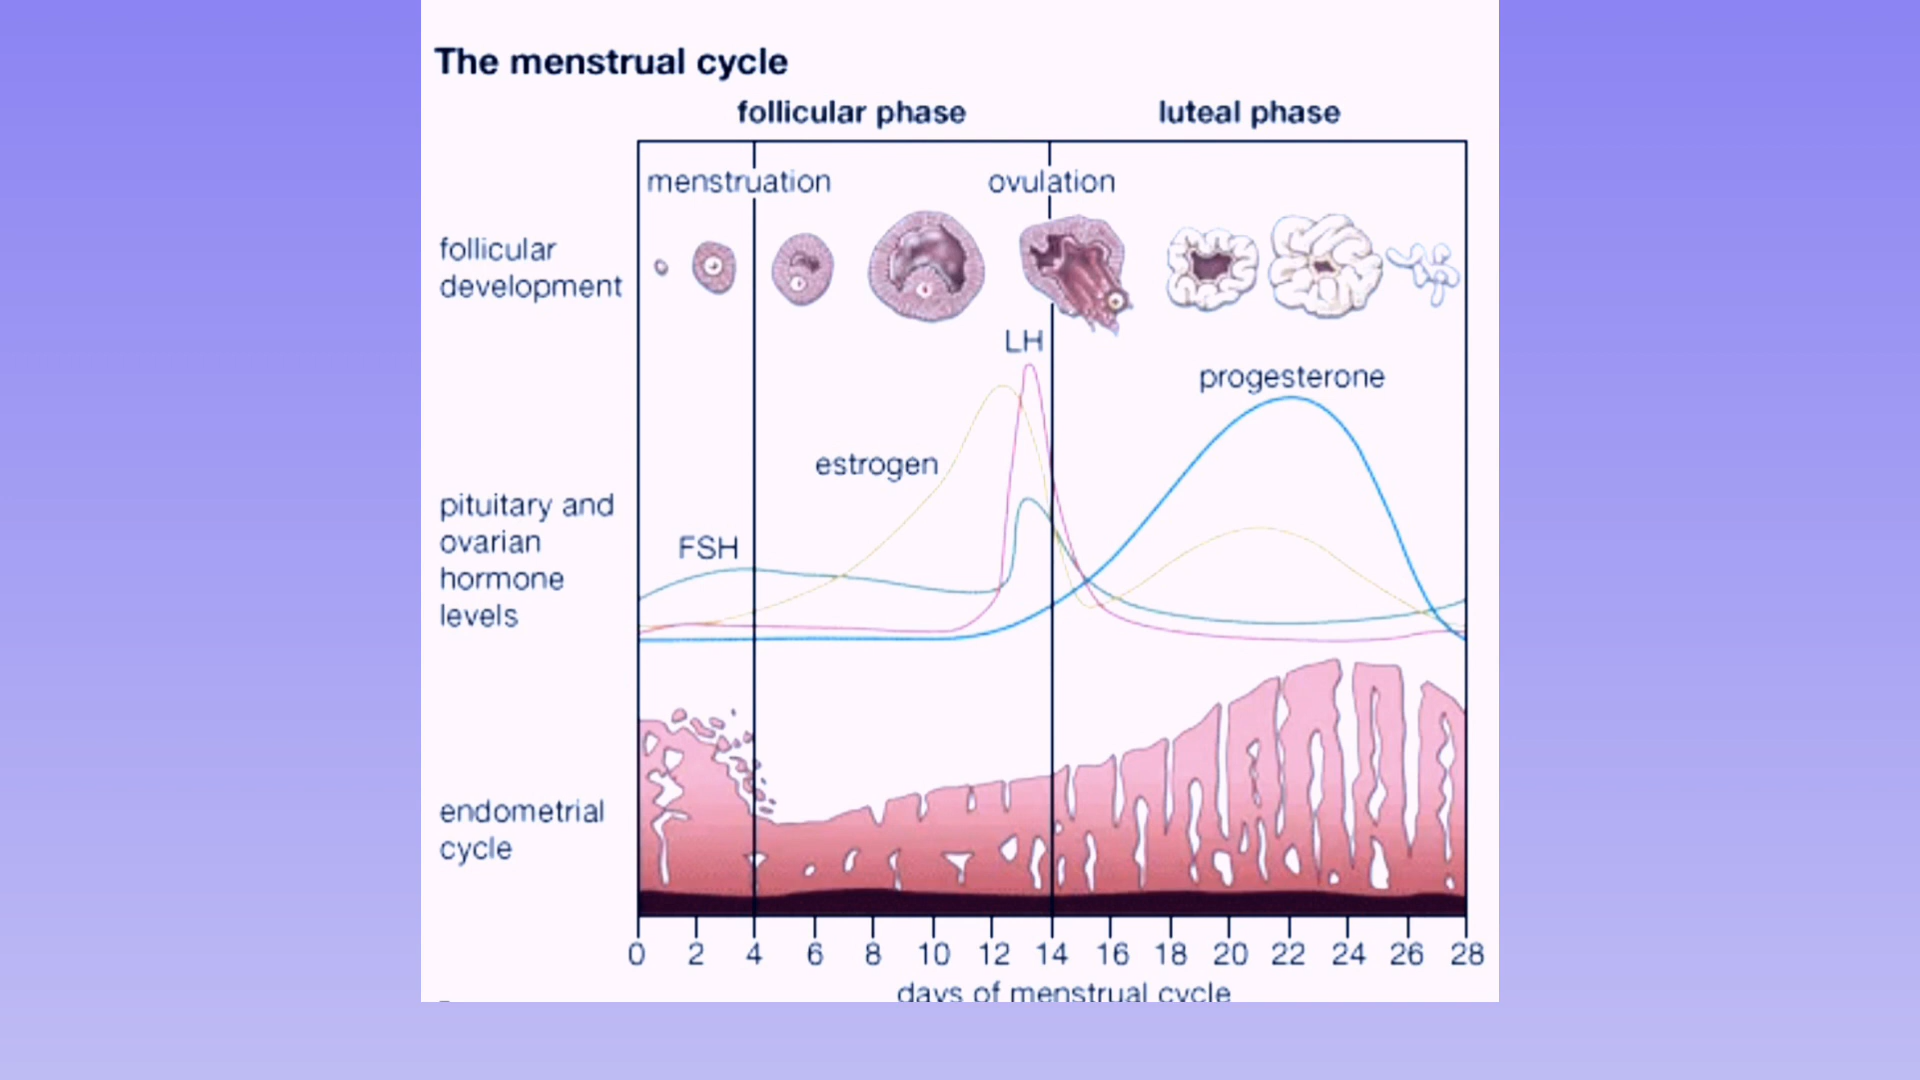 The menstrual cycle
follicular phase
luteal phase
menstruation
ovulation
follicular
development
LH
progesterone
estrogen
pituitary and
ovarian
hormone
levels
FSH
endometrial
cycle
0 2 4 6 8 10 12 14 16 18 20 22 24 26 28
days of menstrual cycle